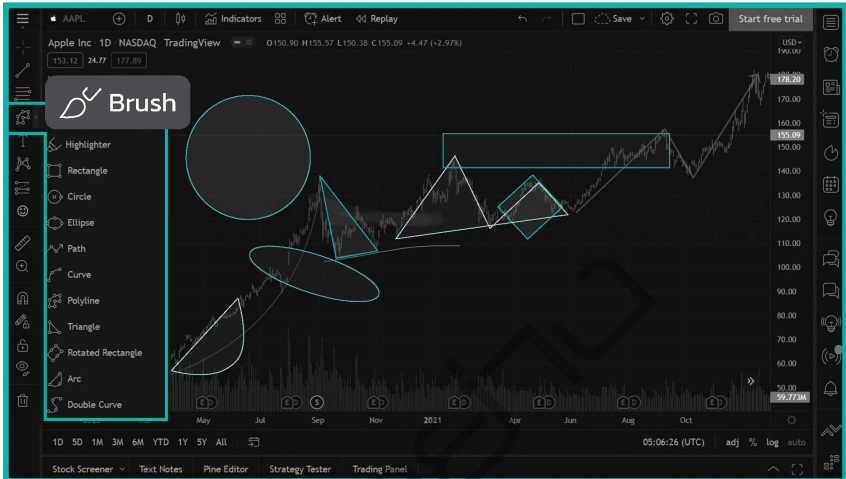 AAPL D Indicators Alert Replay Save Start free trial
Apple Inc · 1D · NASDAQ TradingView O150.90 H155.57 L150.38 C155.09 +4.47 (+2.97%) USD
153.12 24.77 177.89
190.00
178.20
Brush
170.00
160.00
155.09
Highlighter
150.00
Rectangle
140.00
Circle
130.00
Ellipse
120.00
Path
110.00
Curve
100.00
Polyline
90.00
80.00
Triangle
70.00
Rotated Rectangle
60.00
Arc
50.00
59.773M
Double Curve
E D E D S E D E D E D E D E D
May Jul Sep Nov 2021 Apr Jun Aug Oct
1D 5D 1M 3M 6M YTD 1Y 5Y All 05:06:26 (UTC) adj % log auto
Stock Screener Text Notes Pine Editor Strategy Tester Trading Panel